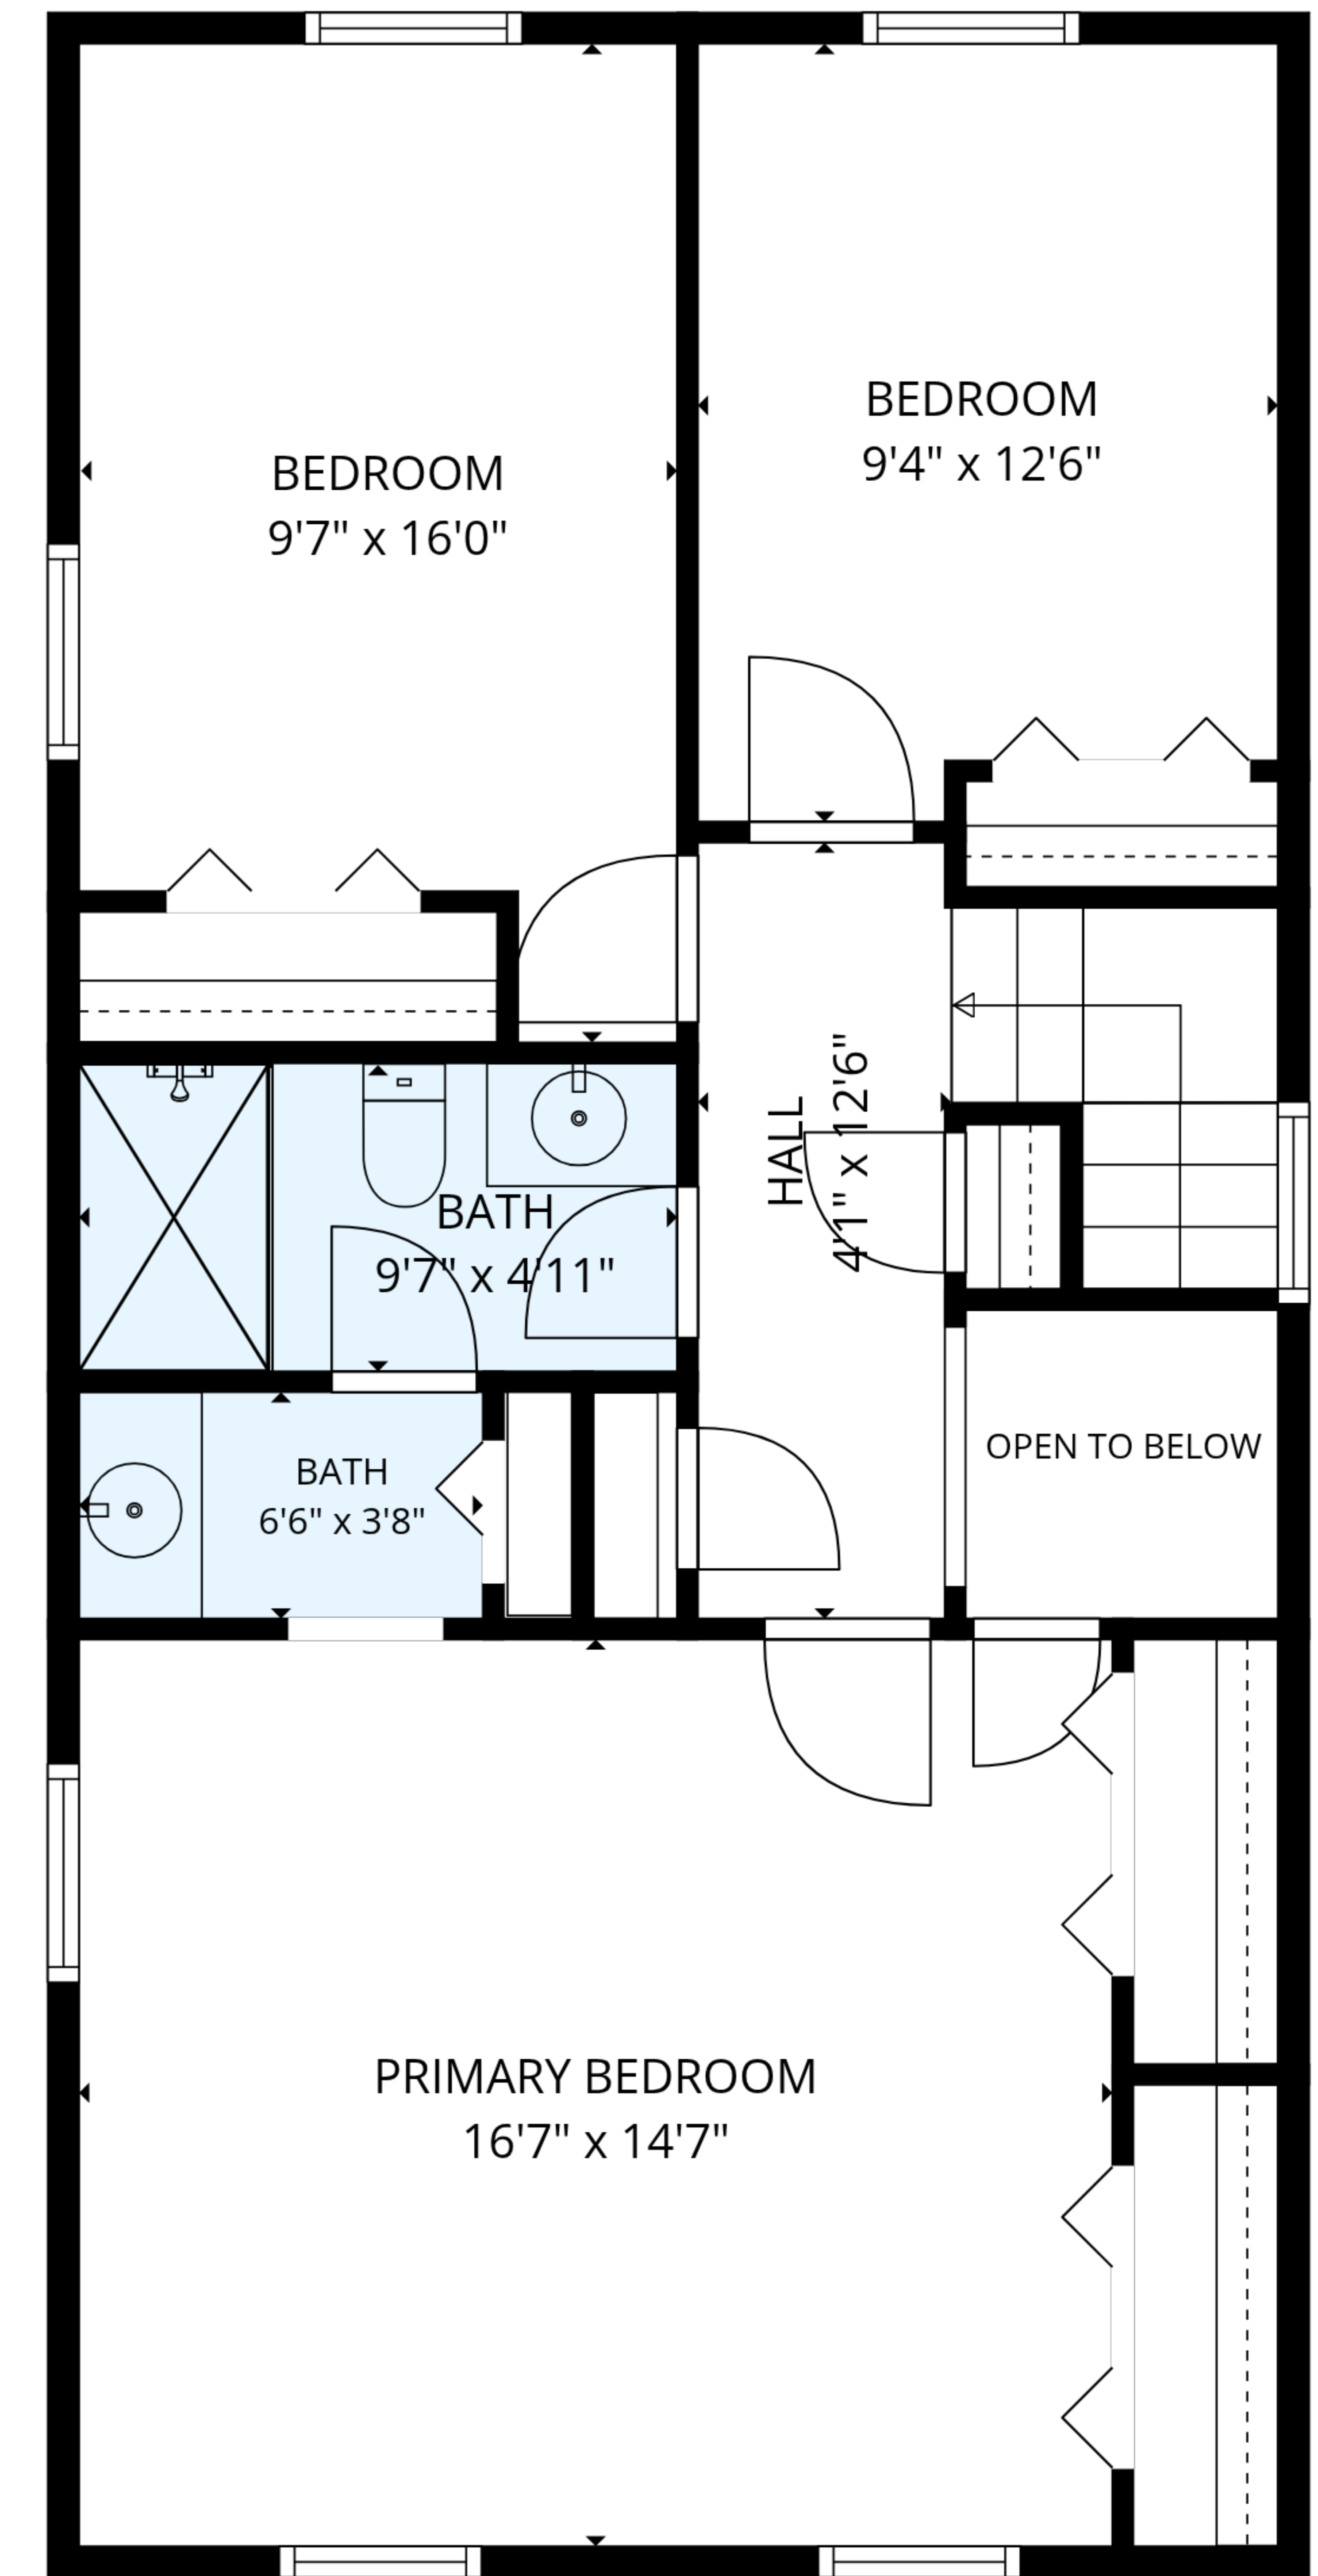 BEDROOM
9'4" x 12'6"
BEDROOM
9'7" x 16'0"
HALL
4'1" x 12'6"
BATH
9'7" x 4'11"
OPEN TO BELOW
BATH
6'6" x 3'8"
PRIMARY BEDROOM
16'7" x 14'7"